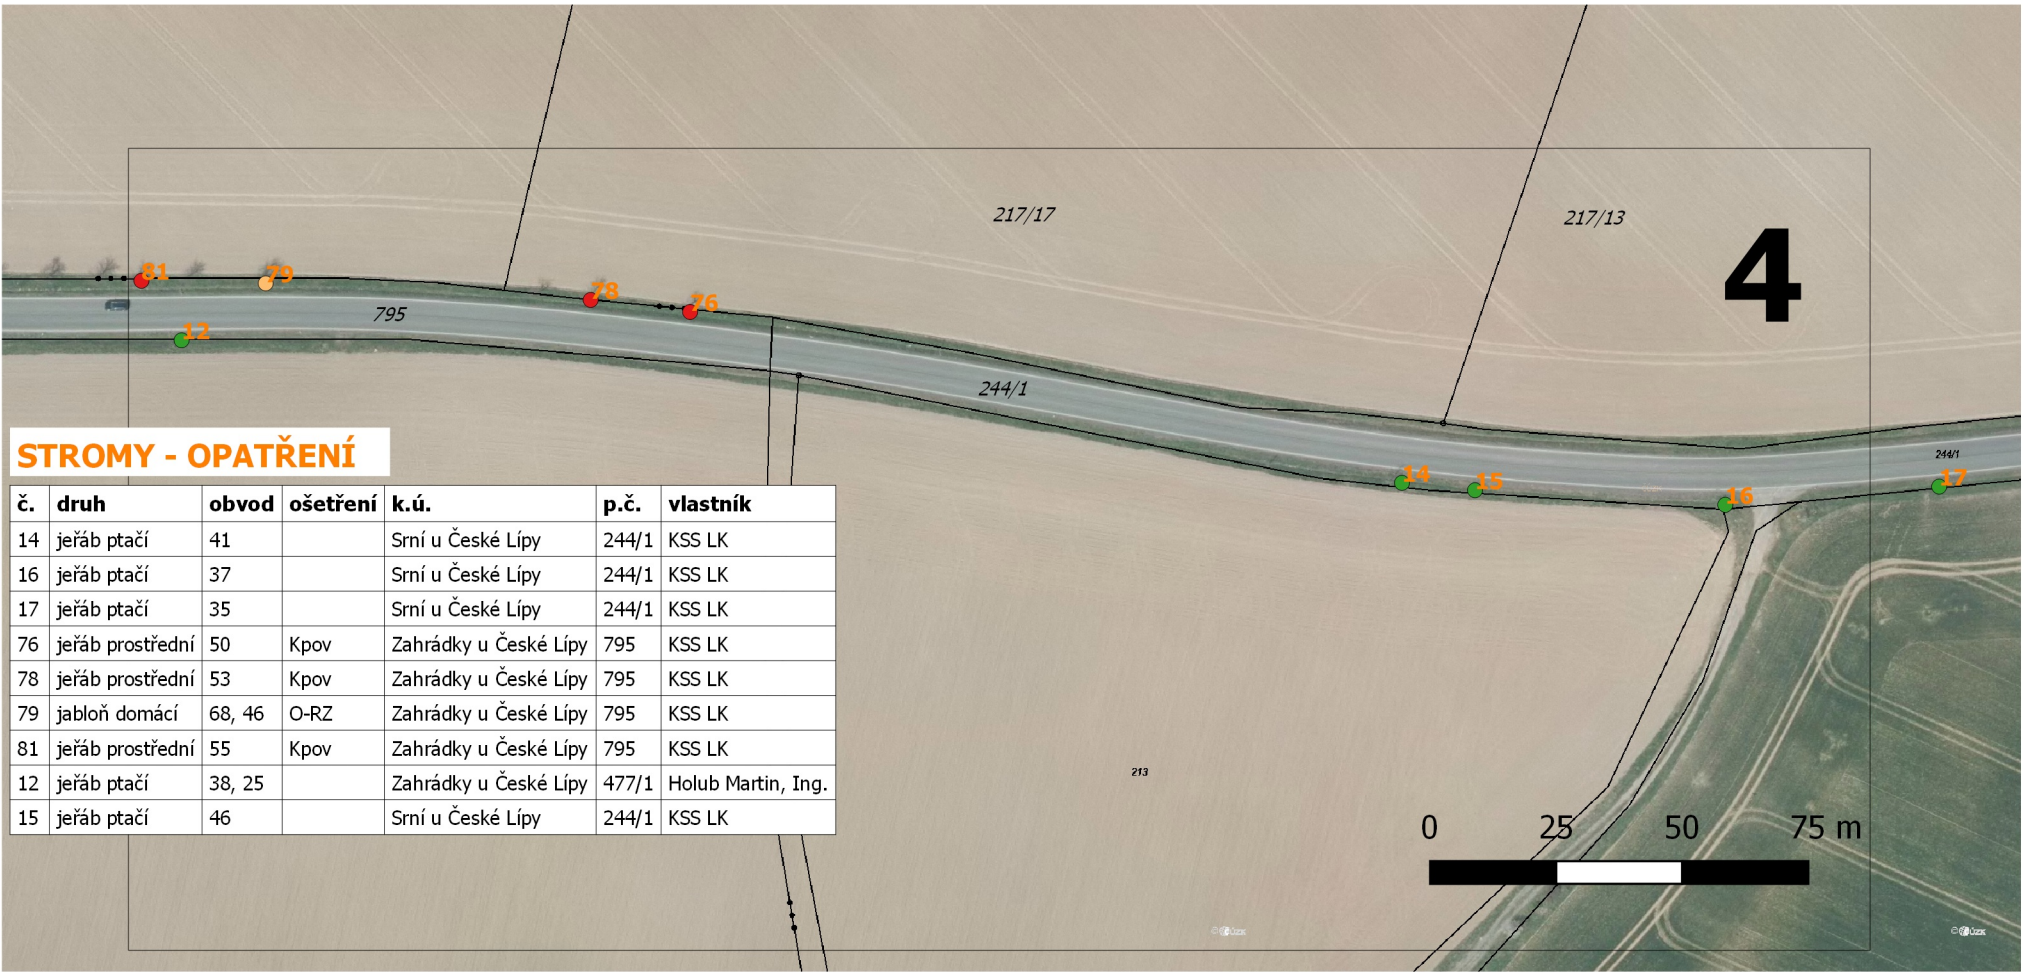 217/17
217/13
4
81
79
78
76
795
12
244/1
STROMY - OPATŘENÍ
244/1
14
15
17
16
č. druh obvod ošetření k.ú. p.č. vlastník
14 jeřáb ptačí 41 Srní u České Lípy 244/1 KSS LK
16 jeřáb ptačí 37 Srní u České Lípy 244/1 KSS LK
17 jeřáb ptačí 35 Srní u České Lípy 244/1 KSS LK
76 jeřáb prostřední 50 Kpov Zahrádky u České Lípy 795 KSS LK
78 jeřáb prostřední 53 Kpov Zahrádky u České Lípy 795 KSS LK
79 jabloň domácí 68, 46 O-RZ Zahrádky u České Lípy 795 KSS LK
81 jeřáb prostřední 55 Kpov Zahrádky u České Lípy 795 KSS LK
12 jeřáb ptačí 38, 25 Zahrádky u České Lípy 477/1 Holub Martin, Ing.
15 jeřáb ptačí 46 Srní u České Lípy 244/1 KSS LK
213
0 25 50 75 m
© ČÚZK
© ČÚZK